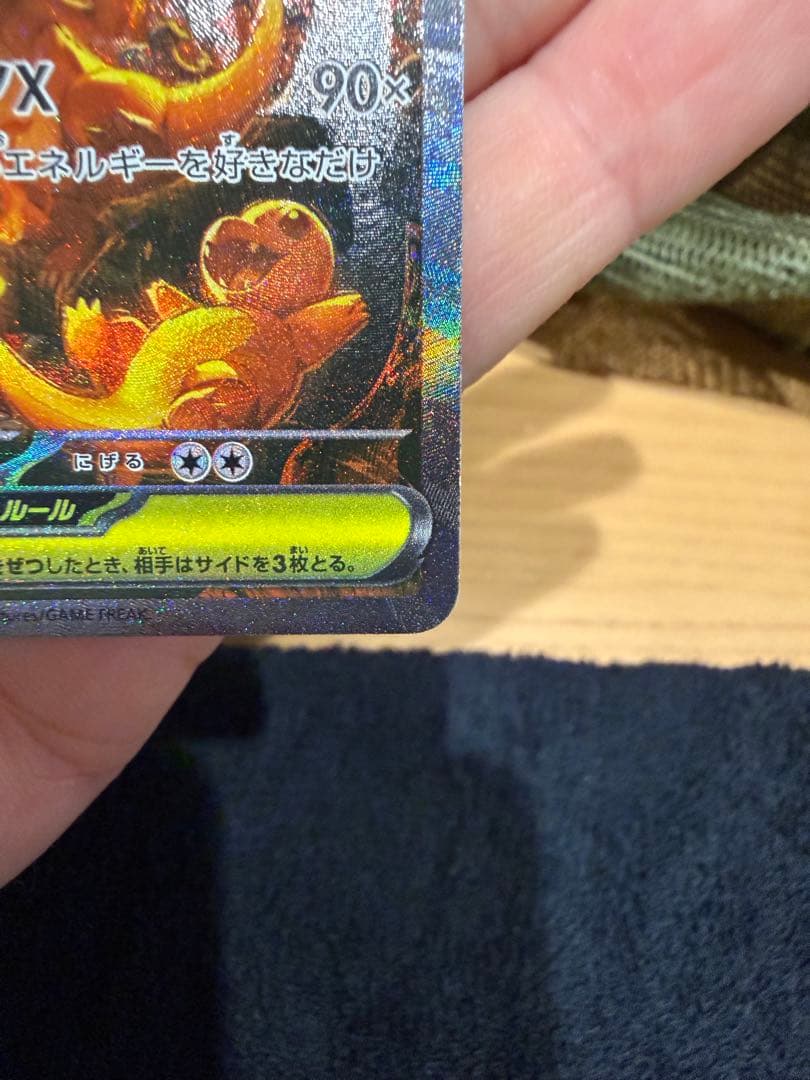 VX 90×
エネルギーを好きなだけ
にげる
ルール
ぜつしたとき、相手はサイドを3枚とる。
/GAME FREAK